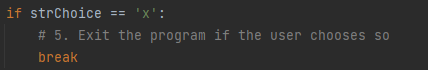 if strChoice == 'x':
    # 5. Exit the program if the user chooses so
    break